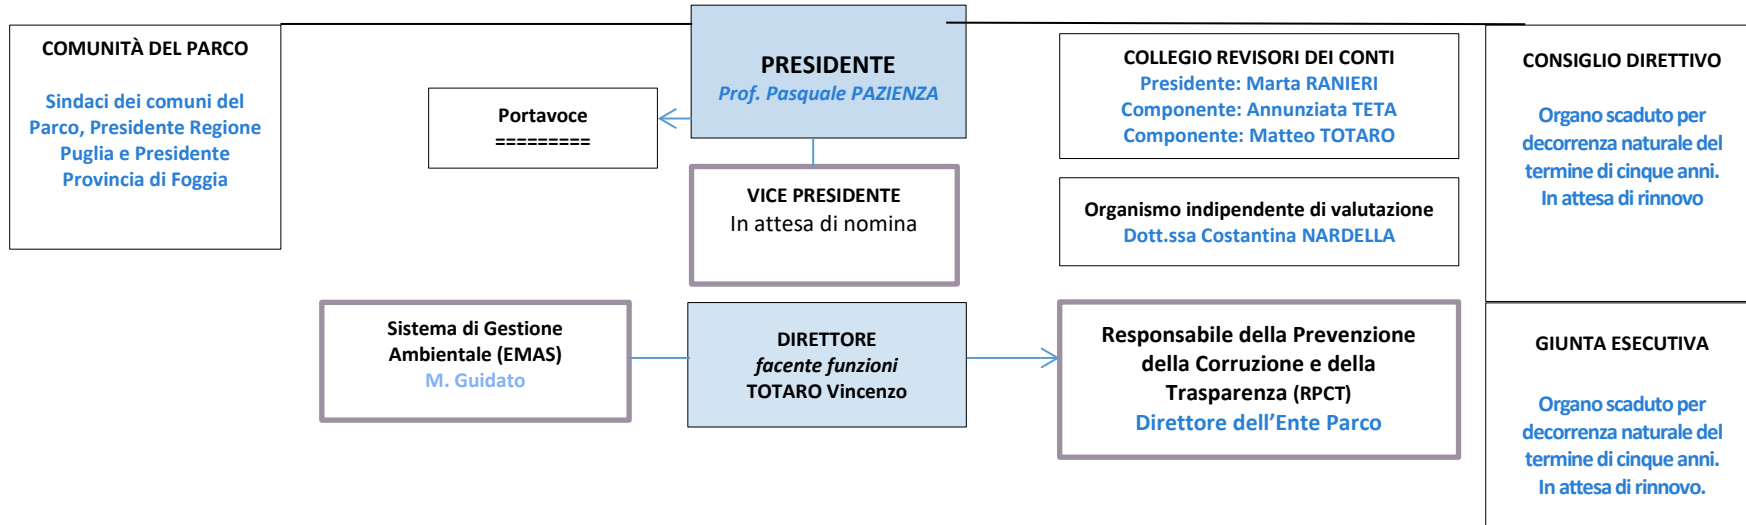 COMUNITÀ DEL PARCO
Sindaci dei comuni del
Parco, Presidente Regione
Puglia e Presidente
Provincia di Foggia
Portavoce
=========
PRESIDENTE
Prof. Pasquale PAZIENZA
VICE PRESIDENTE
In attesa di nomina
COLLEGIO REVISORI DEI CONTI
Presidente: Marta RANIERI
Componente: Annunziata TETA
Componente: Matteo TOTARO
Organismo indipendente di valutazione
Dott.ssa Costantina NARDELLA
CONSIGLIO DIRETTIVO
Organo scaduto per
decorrenza naturale del
termine di cinque anni.
In attesa di rinnovo
Sistema di Gestione
Ambientale (EMAS)
M. Guidato
DIRETTORE
facente funzioni
TOTARO Vincenzo
Responsabile della Prevenzione
della Corruzione e della
Trasparenza (RPCT)
Direttore dell’Ente Parco
GIUNTA ESECUTIVA
Organo scaduto per
decorrenza naturale del
termine di cinque anni.
In attesa di rinnovo.